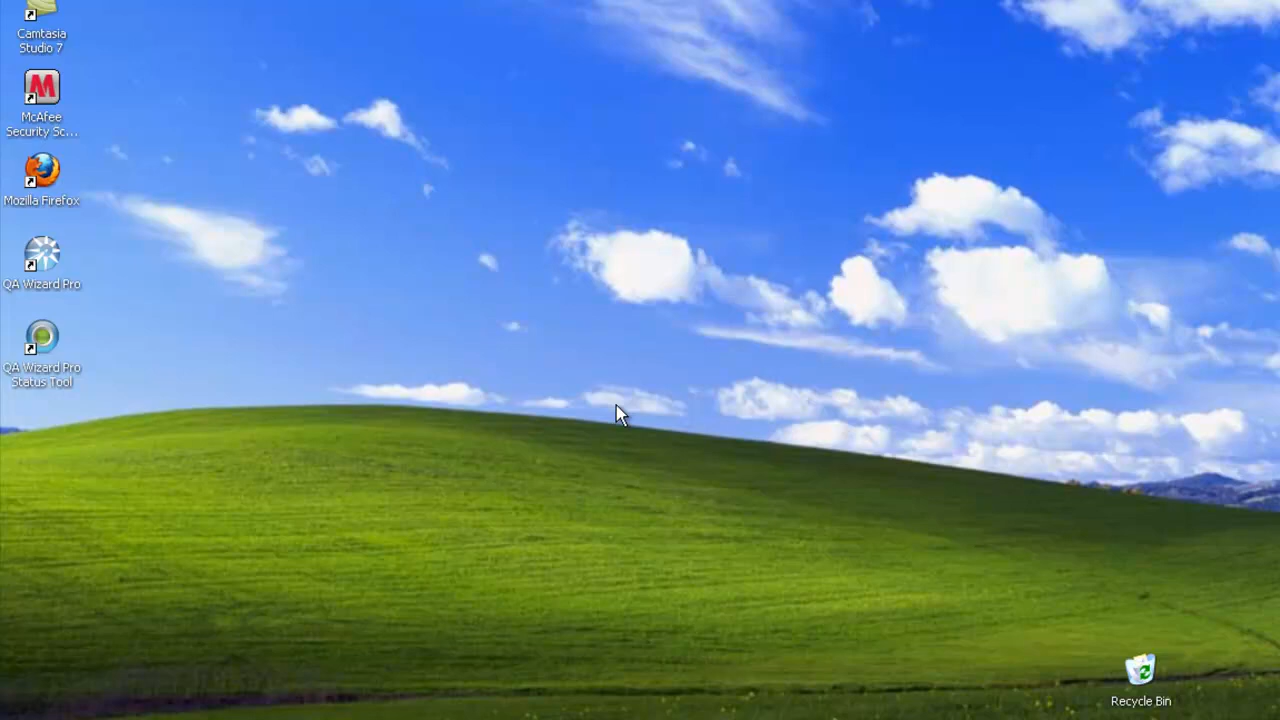 Camtasia
Studio 7
McAfee
Security Sc...
Mozilla Firefox
QA Wizard Pro
QA Wizard Pro
Status Tool
Recycle Bin